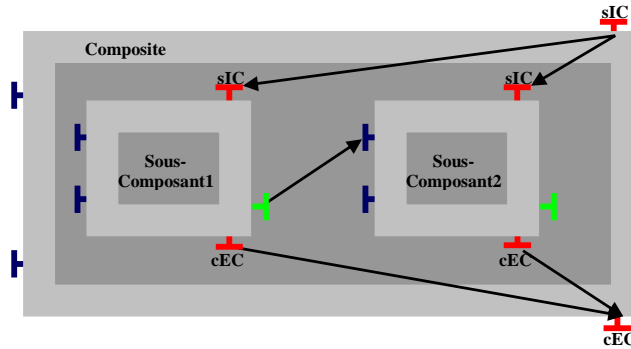 sIC
Composite
sIC
sIC
Sous-
Composant1
Sous-
Composant2
cEC
cEC
cEC